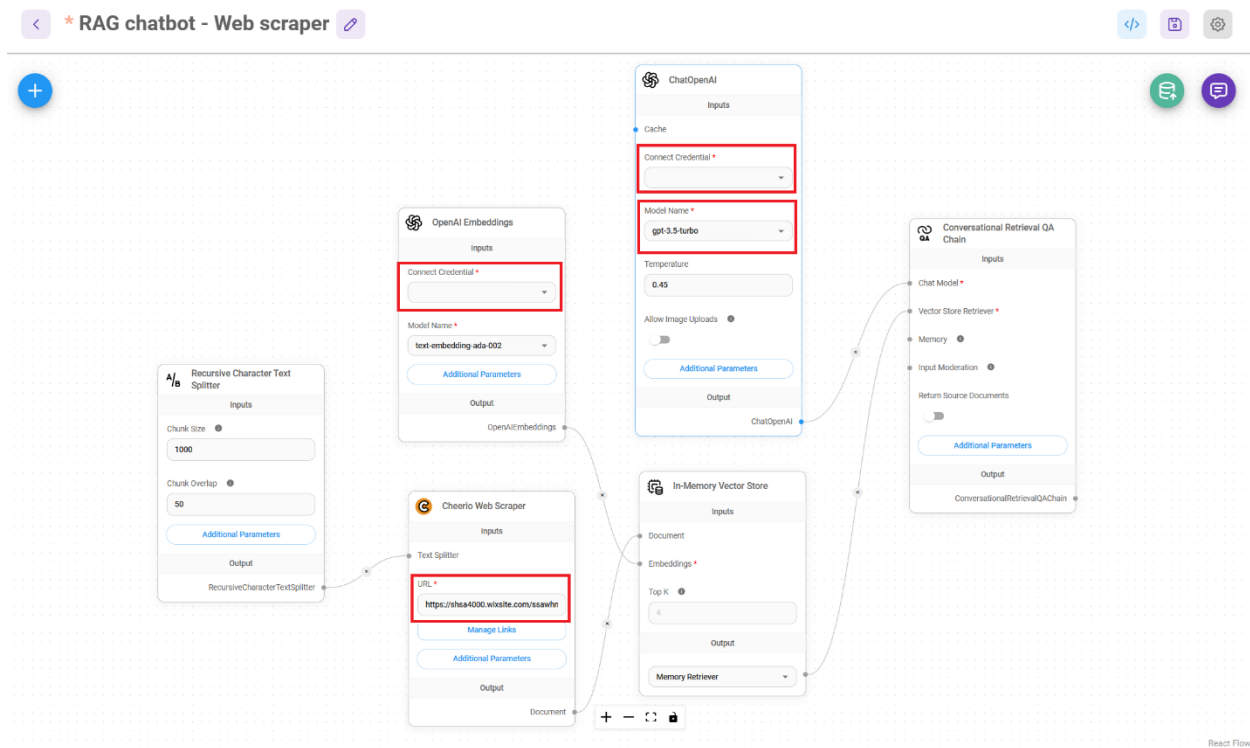 * RAG chatbot - Web scraper
</>
ChatOpenAI
Inputs
Cache
Connect Credential *
Model Name *
gpt-3.5-turbo
Temperature
0.45
Allow Image Uploads
Additional Parameters
Output
ChatOpenAI
OpenAI Embeddings
Inputs
Connect Credential *
Model Name *
text-embedding-ada-002
Additional Parameters
Output
OpenAIEmbeddings
QA
Conversational Retrieval QA
Chain
Inputs
Chat Model *
Vector Store Retriever *
Memory
Input Moderation
Return Source Documents
Additional Parameters
Output
ConversationalRetrievalQAChain
A/B
Recursive Character Text
Splitter
Inputs
Chunk Size
1000
Chunk Overlap
50
Additional Parameters
Output
RecursiveCharacterTextSplitter
Cheerio Web Scraper
Inputs
Text Splitter
URL *
https://shsa4000.wixsite.com/ssawhn
Manage Links
Additional Parameters
Output
Document
In-Memory Vector Store
Inputs
Document
Embeddings *
Top K
4
Output
Memory Retriever
React Flow